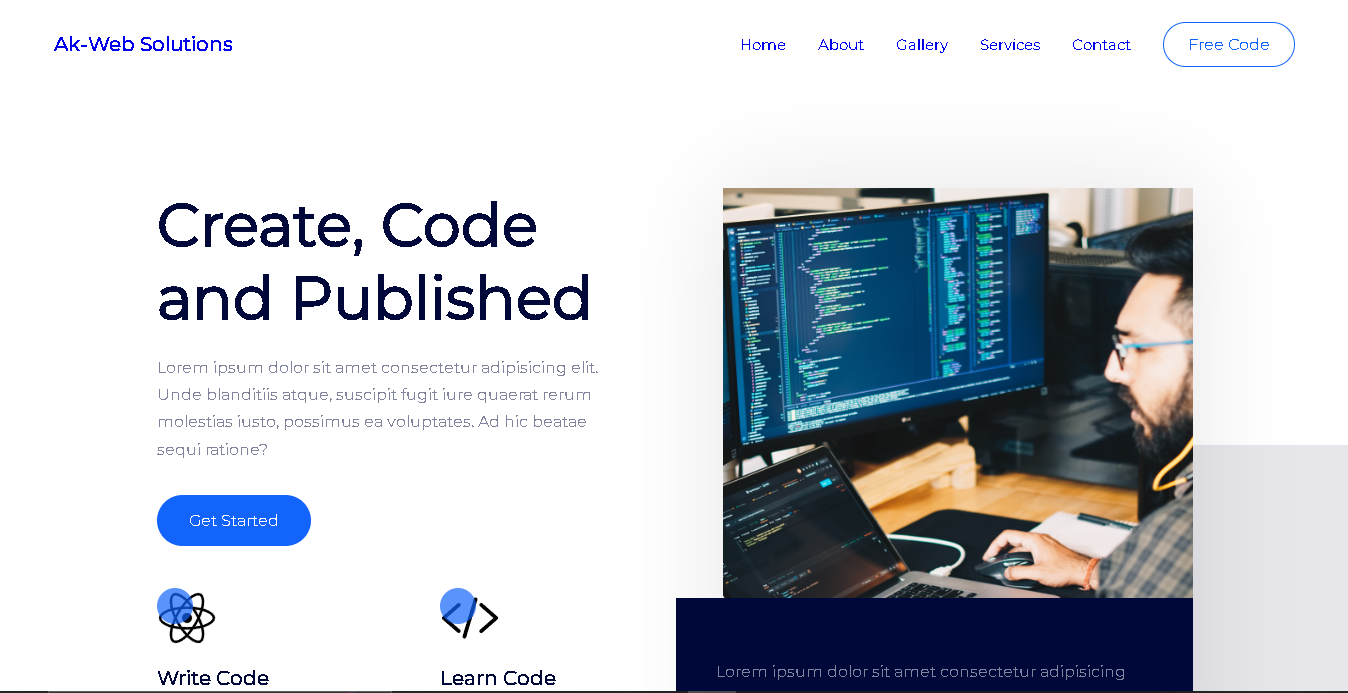 Ak-Web Solutions
Home About Gallery Services Contact Free Code
Create, Code
and Published
Lorem ipsum dolor sit amet consectetur adipisicing elit.
Unde blanditiis atque, suscipit fugit iure quaerat rerum
molestias iusto, possimus ea voluptates. Ad hic beatae
sequi ratione?
Get Started
Write Code
Learn Code
Lorem ipsum dolor sit amet consectetur adipisicing